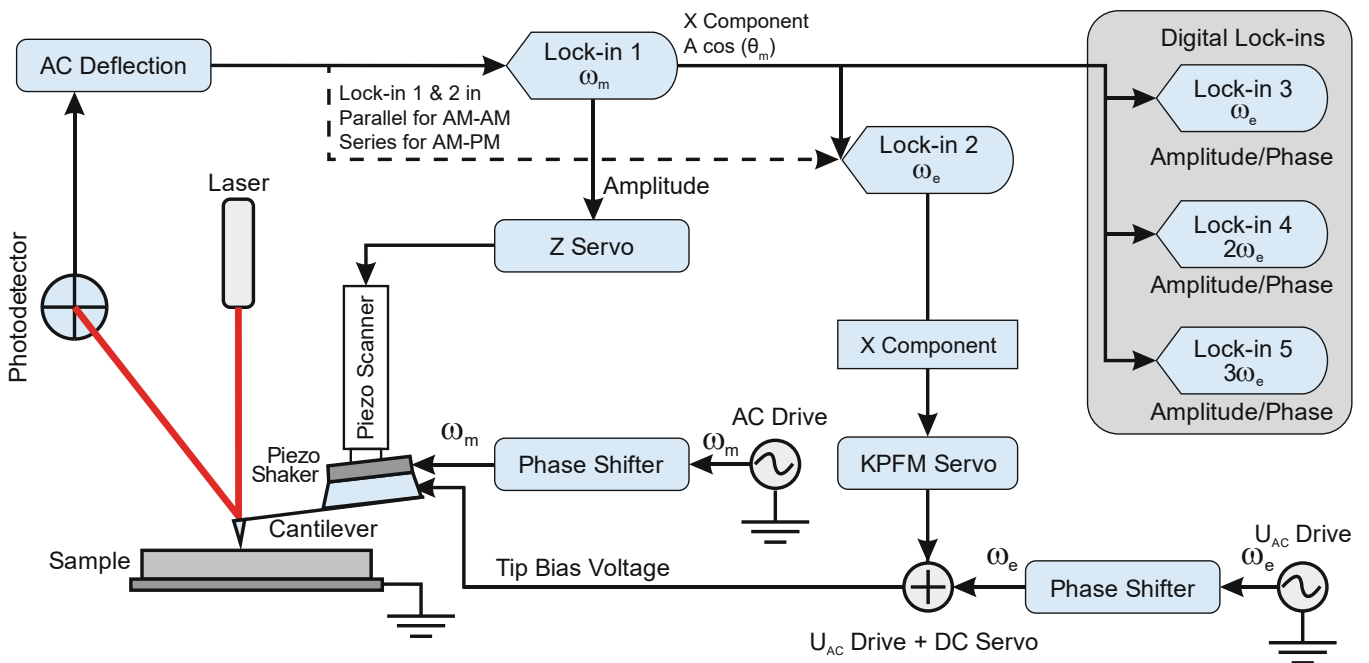 AC Deflection
Lock-in 1
ωm
X Component
A cos (θm)
Digital Lock-ins
Lock-in 3
ωe
Amplitude/Phase
Lock-in 4
2ωe
Amplitude/Phase
Lock-in 5
3ωe
Amplitude/Phase
Lock-in 1 & 2 in
Parallel for AM-AM
Series for AM-PM
Lock-in 2
ωe
Amplitude
Z Servo
Laser
Photodetector
Piezo Scanner
X Component
KPFM Servo
AC Drive
ωm
Phase Shifter
ωm
Piezo
Shaker
Cantilever
Sample
Tip Bias Voltage
ωe
Phase Shifter
ωe
UAC Drive
UAC Drive + DC Servo